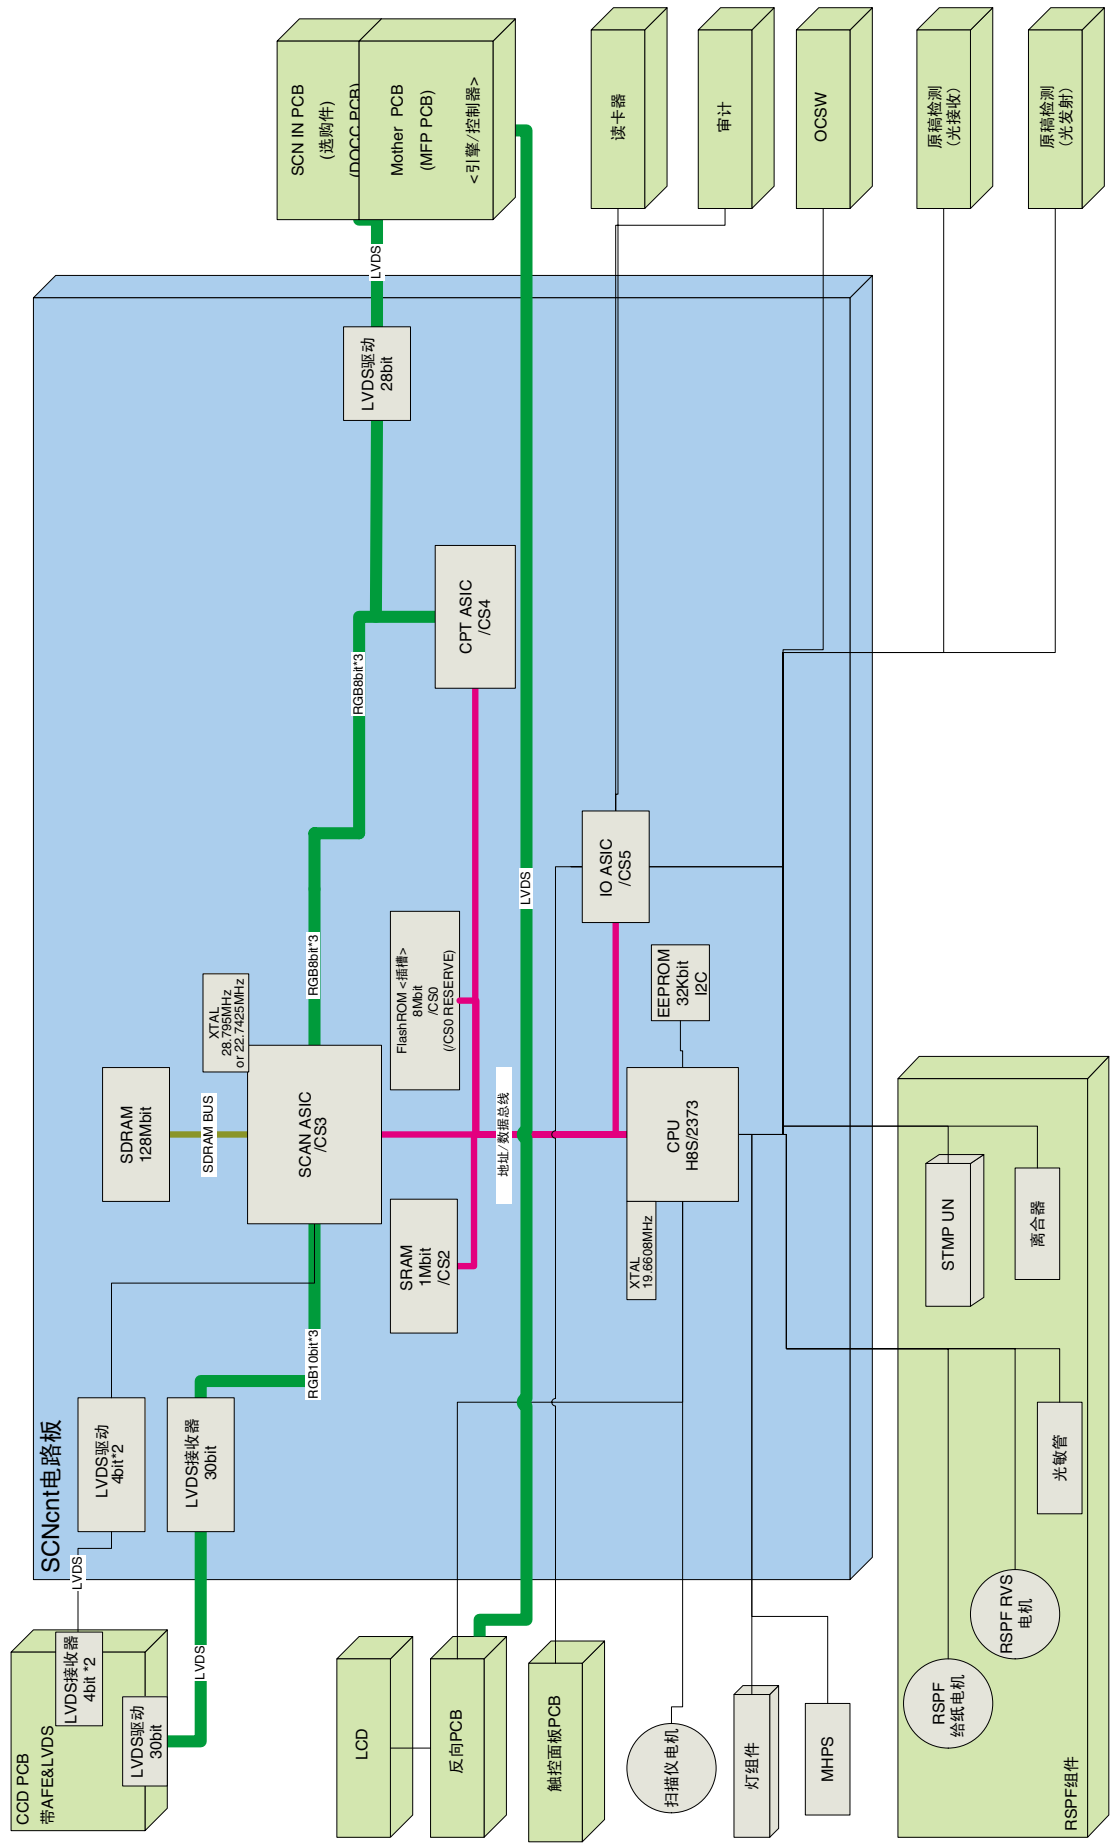 CCD PCB
带AFE&LVDS
LVDS接收器
4bit *2
LVDS驱动
30bit
LVDS
LVDS
LCD
反向PCB
触控面板PCB
扫描仪电机
灯组件
MHPS
SCNcnt电路板
LVDS驱动
4bit*2
LVDS接收器
30bit
RGB10bit*3
SDRAM
128Mbit
SDRAM BUS
SCAN ASIC
/CS3
XTAL
28.795MHz
or 22.7425MHz
RGB8bit*3
RGB8bit*3
SRAM
1Mbit
/CS2
FlashROM <插槽>
8Mbit
/CS0
(/CS0 RESERVE)
地址/数据总线
LVDS
CPU
H8S/2373
XTAL
19.6608MHz
EEPROM
32Kbit
I2C
IO ASIC
/CS5
CPT ASIC
/CS4
LVDS驱动
28bit
LVDS
SCN IN PCB
(选购件)
(DOCC PCB)
Mother PCB
(MFP PCB)
<引擎/控制器>
读卡器
审计
OCSW
原稿检测
(光接收)
原稿检测
(光发射)
RSPF组件
RSPF
给纸电机
RSPF RVS
电机
光敏管
STMP UN
离合器